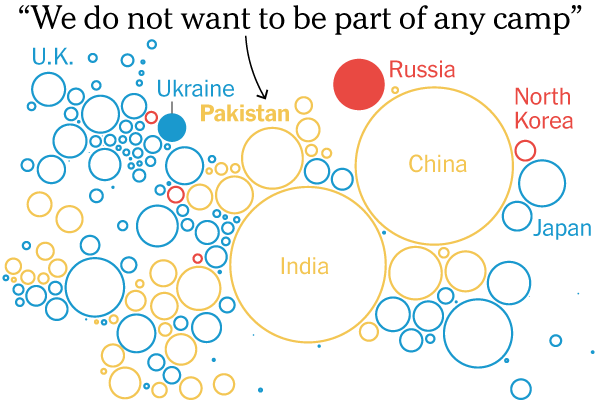 “We do not want to be part of any camp”
U.K.
Ukraine
Pakistan
Russia
North
Korea
China
Japan
India